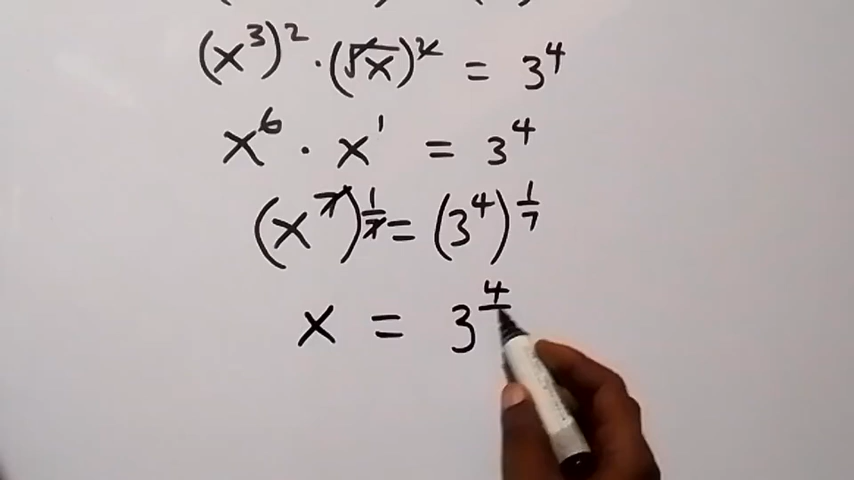 (x³)² · (√x)² = 3⁴
x⁶ · x¹ = 3⁴
(x⁷)^(1/7) = (3⁴)^(1/7)
x = 3^(4/